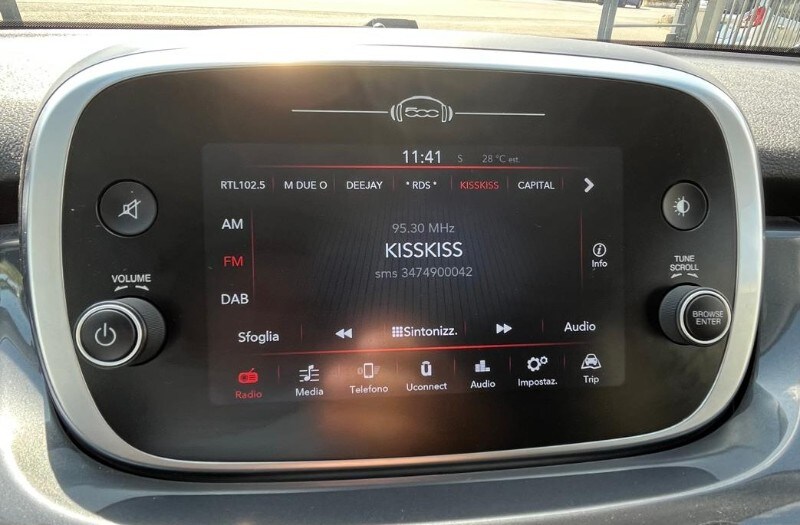 500
11:41 S 28 °C est.
RTL102.5 M DUE O DEEJAY * RDS * KISSKISS CAPITAL
AM
FM
DAB
95.30 MHz
KISSKISS
sms 3474900042
Info
VOLUME
TUNE
SCROLL
BROWSE
ENTER
Sfoglia Sintonizz. Audio
Radio Media Telefono Uconnect Audio Impostaz. Trip